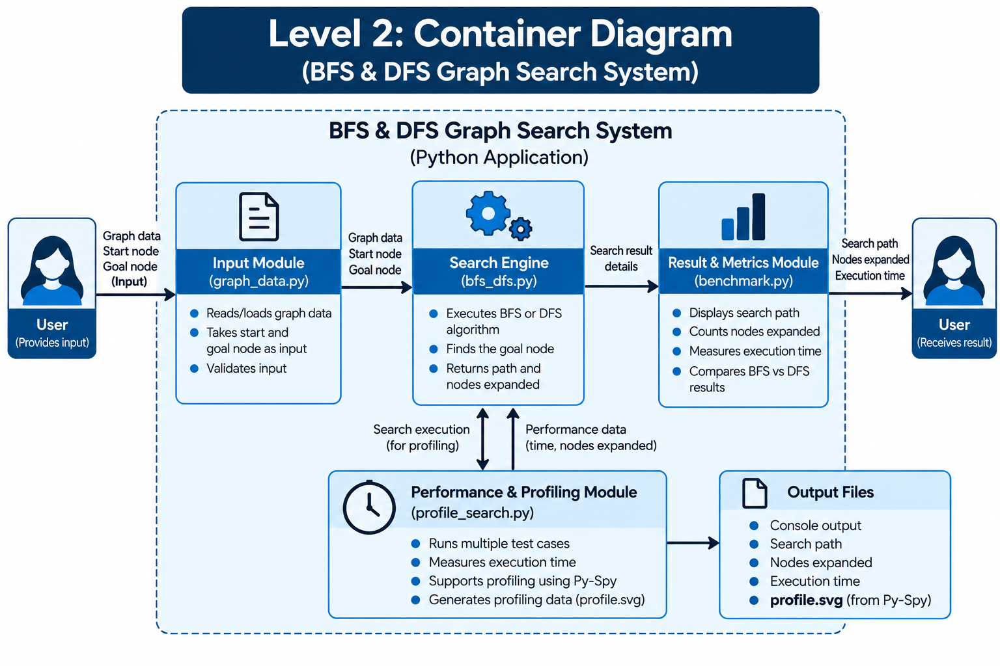 Level 2: Container Diagram
(BFS & DFS Graph Search System)
BFS & DFS Graph Search System
(Python Application)
User
(Provides input)
Graph data
Start node
Goal node
(Input)
Input Module
(graph_data.py)
Reads/loads graph data
Takes start and
goal node as input
Validates input
Graph data
Start node
Goal node
Search Engine
(bfs_dfs.py)
Executes BFS or DFS
algorithm
Finds the goal node
Returns path and
nodes expanded
Search result
details
Result & Metrics Module
(benchmark.py)
Displays search path
Counts nodes expanded
Measures execution time
Compares BFS vs DFS
results
Search path
Nodes expanded
Execution time
User
(Receives result)
Search execution
(for profiling)
Performance data
(time, nodes expanded)
Performance & Profiling Module
(profile_search.py)
Runs multiple test cases
Measures execution time
Supports profiling using Py-Spy
Generates profiling data (profile.svg)
Output Files
Console output
Search path
Nodes expanded
Execution time
profile.svg (from Py-Spy)